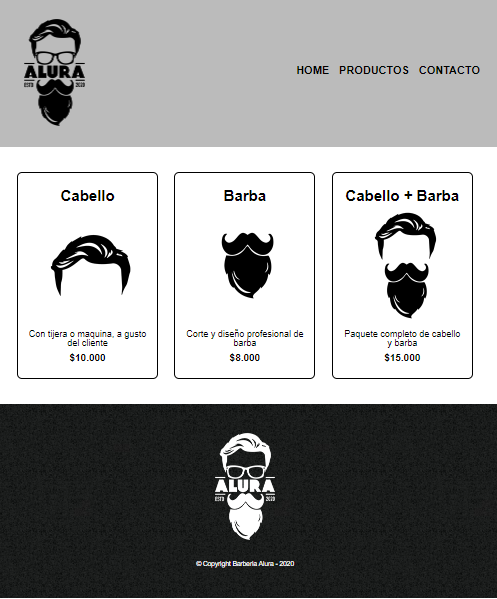 ALURA
ESTD 2020
HOME PRODUCTOS CONTACTO
Cabello
Con tijera o maquina, a gusto
del cliente
$10.000
Barba
Corte y diseño profesional de
barba
$8.000
Cabello + Barba
Paquete completo de cabello
y barba
$15.000
ALURA
ESTD 2020
© Copyright Barberia Alura - 2020